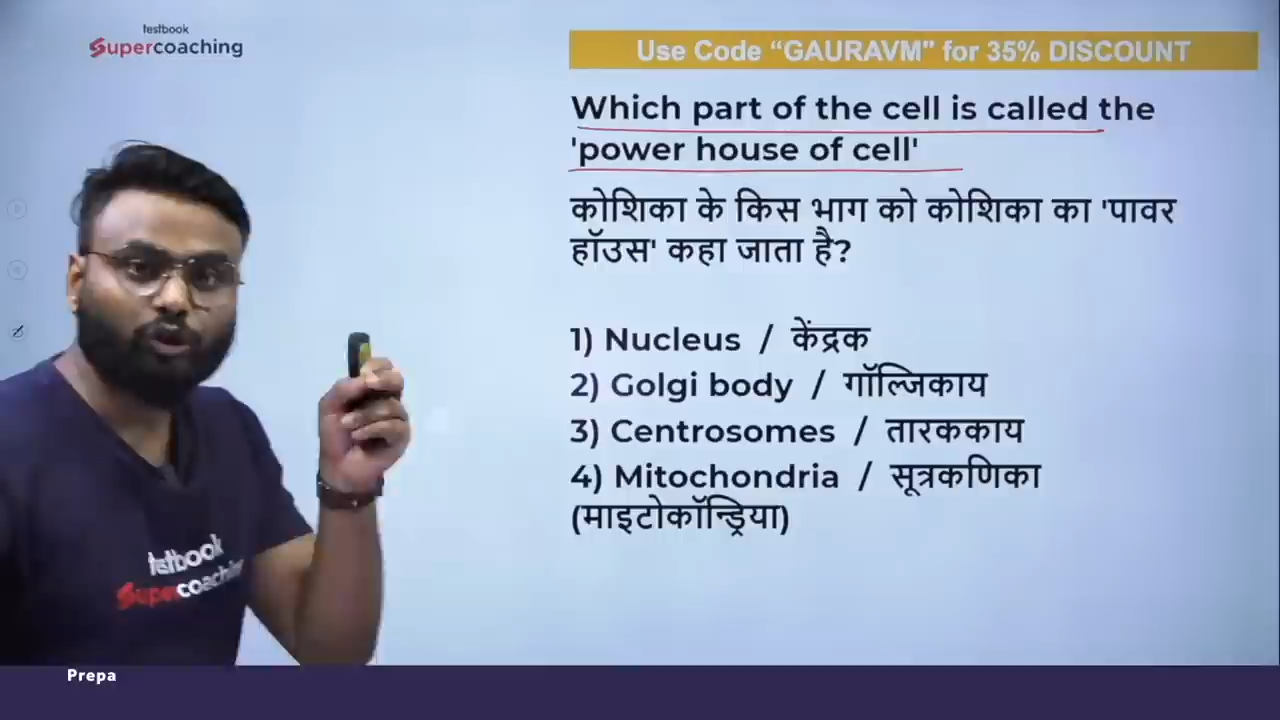 testbook
Supercoaching
Use Code “GAURAVM" for 35% DISCOUNT
Which part of the cell is called the
'power house of cell'
कोशिका के किस भाग को कोशिका का 'पावर
हॉउस' कहा जाता है?
1) Nucleus / केंद्रक
2) Golgi body / गॉल्जिकाय
3) Centrosomes / तारककाय
4) Mitochondria / सूत्रकणिका
(माइटोकॉन्ड्रिया)
testbook
Supercoaching
Prepa